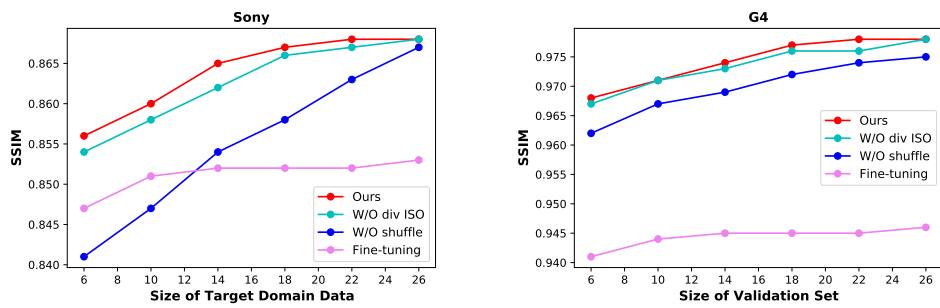 Sony
SSIM
0.865
0.860
0.855
0.850
0.845
0.840
6 8 10 12 14 16 18 20 22 24 26
Size of Target Domain Data
Ours
W/O div ISO
W/O shuffle
Fine-tuning
G4
SSIM
0.975
0.970
0.965
0.960
0.955
0.950
0.945
0.940
6 8 10 12 14 16 18 20 22 24 26
Size of Validation Set
Ours
W/O div ISO
W/O shuffle
Fine-tuning